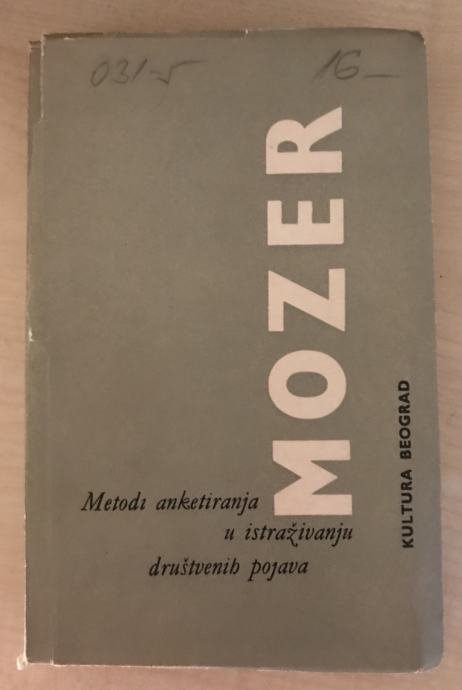 031-5
16-
MOZER
Metodi anketiranja
u istraživanju
društvenih pojava
KULTURA BEOGRAD